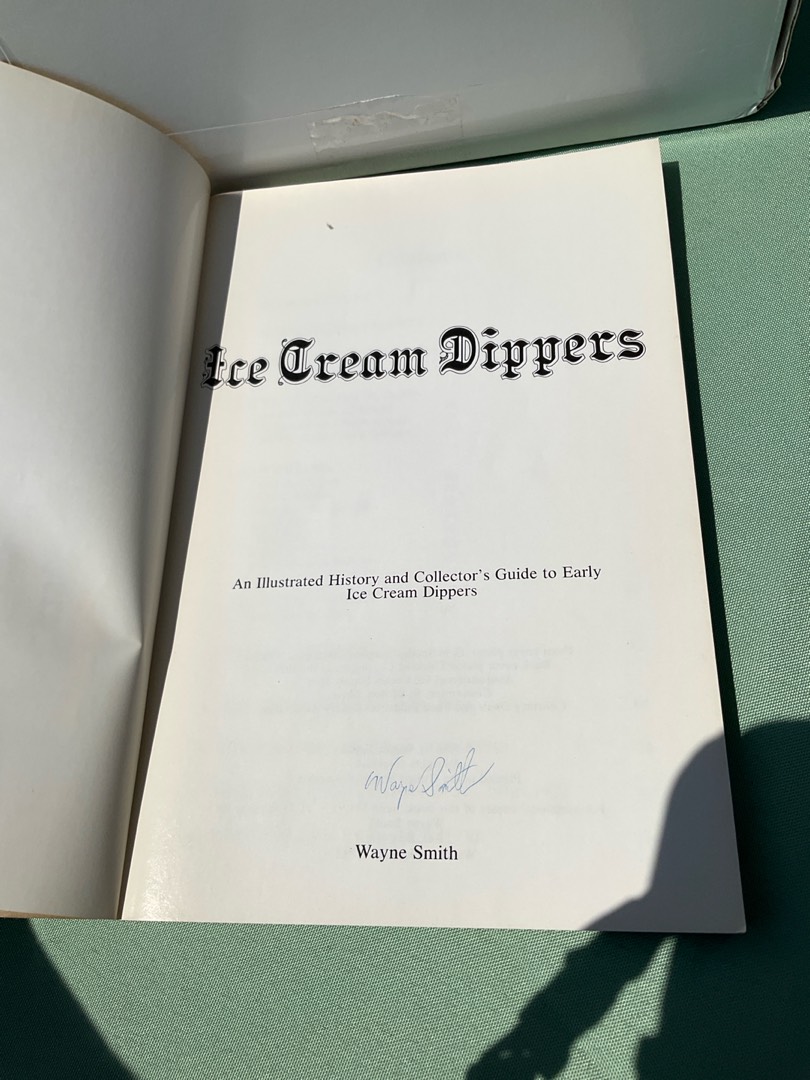 Ice Cream Dippers
An Illustrated History and Collector's Guide to Early
Ice Cream Dippers
Wayne Smith
Wayne Smith